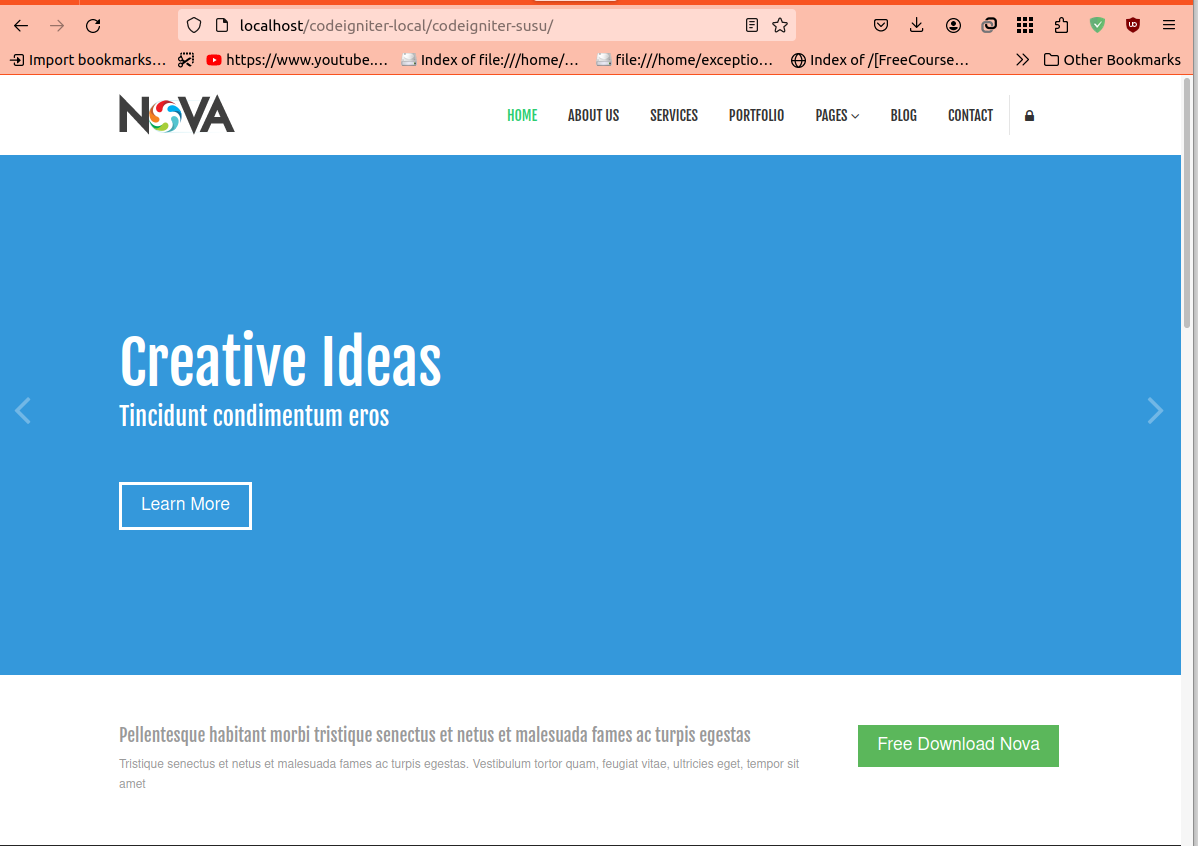 localhost/codeigniter-local/codeigniter-susu/
Import bookmarks... https://www.youtube.... Index of file:///home/... file:///home/exceptio... Index of /[FreeCourse... Other Bookmarks
NOVA HOME ABOUT US SERVICES PORTFOLIO PAGES BLOG CONTACT
Creative Ideas
Tincidunt condimentum eros
Learn More
Pellentesque habitant morbi tristique senectus et netus et malesuada fames ac turpis egestas
Tristique senectus et netus et malesuada fames ac turpis egestas. Vestibulum tortor quam, feugiat vitae, ultricies eget, tempor sit
amet
Free Download Nova